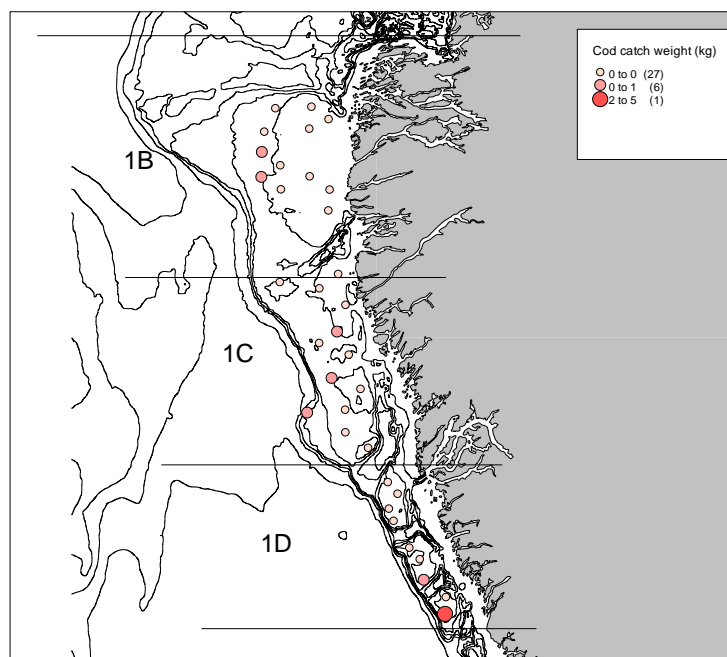 Cod catch weight (kg)
0 to 0 (27)
0 to 1 (6)
2 to 5 (1)
1B
1C
1D